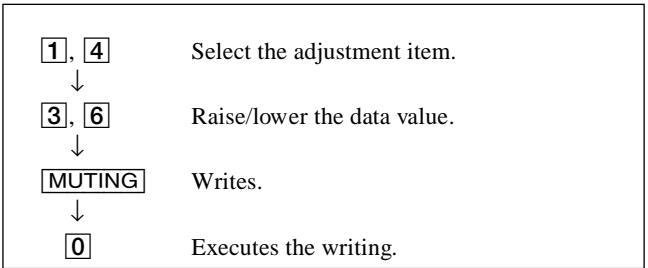 1, 4 Select the adjustment item.
↓
3, 6 Raise/lower the data value.
↓
MUTING Writes.
↓
0 Executes the writing.